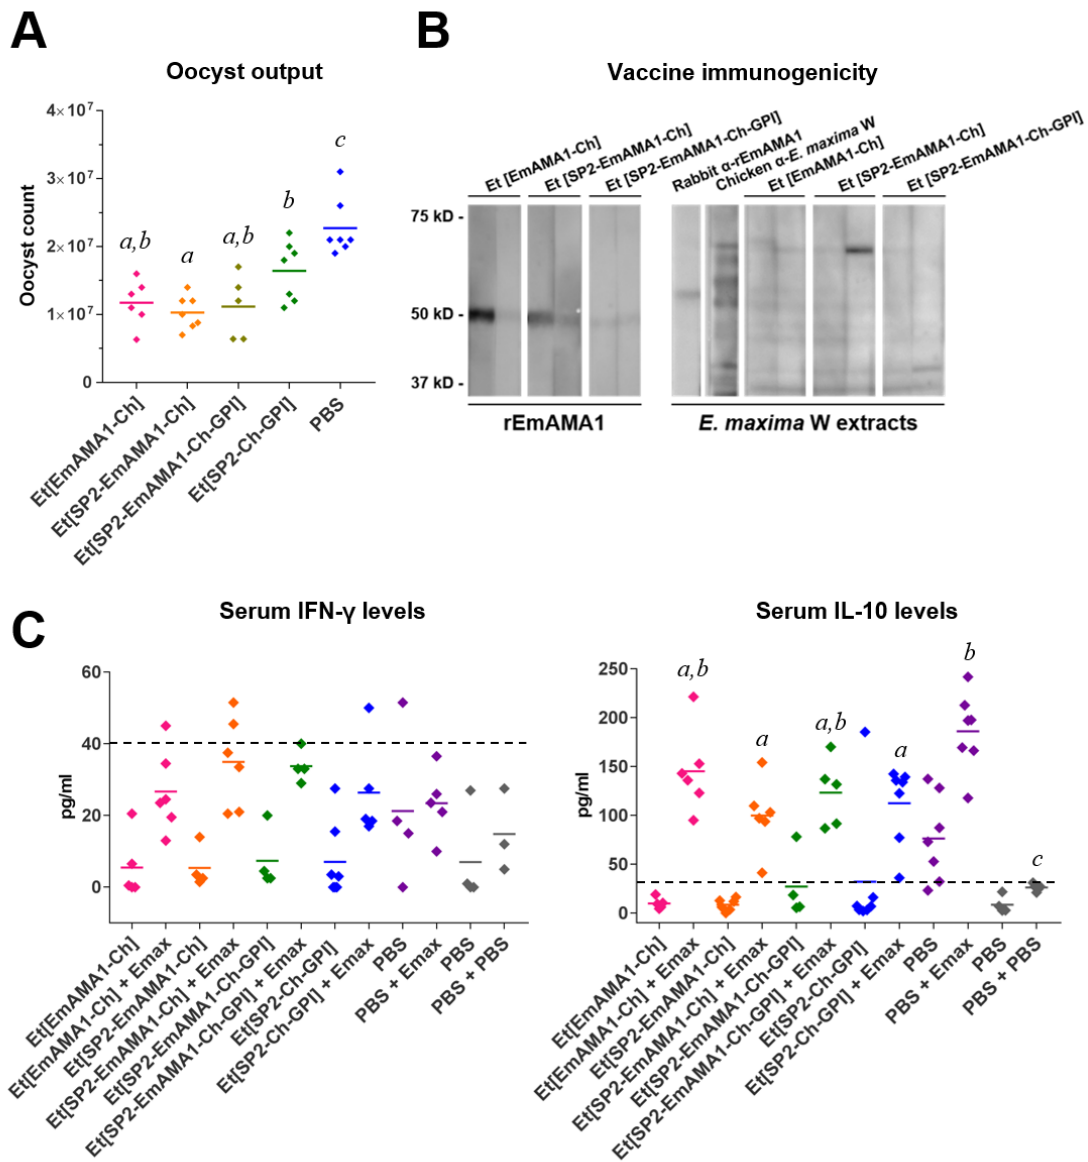 A
Oocyst output
4×10⁷
3×10⁷
2×10⁷
1×10⁷
0
Oocyst count
a,b
a
a,b
b
c
Et[EmAMA1-Ch]
Et[SP2-EmAMA1-Ch]
Et[SP2-EmAMA1-Ch-GPI]
Et[SP2-Ch-GPI]
PBS
B
Vaccine immunogenicity
Et [EmAMA1-Ch]
Et [SP2-EmAMA1-Ch]
Et [SP2-EmAMA1-Ch-GPI]
Rabbit α-rEmAMA1
Chicken α-E. maxima W
Et [EmAMA1-Ch]
Et [SP2-EmAMA1-Ch]
Et [SP2-EmAMA1-Ch-GPI]
75 kD -
50 kD -
37 kD -
rEmAMA1
E. maxima W extracts
C
Serum IFN-γ levels
60
40
20
0
pg/ml
Et[EmAMA1-Ch]
Et[EmAMA1-Ch] + Emax
Et[SP2-EmAMA1-Ch]
Et[SP2-EmAMA1-Ch] + Emax
Et[SP2-EmAMA1-Ch-GPI]
Et[SP2-EmAMA1-Ch-GPI] + Emax
Et[SP2-Ch-GPI]
Et[SP2-Ch-GPI] + Emax
PBS
PBS + Emax
PBS
PBS + PBS
Serum IL-10 levels
250
200
150
100
50
0
pg/ml
a,b
a
a,b
a
b
c
Et[EmAMA1-Ch]
Et[EmAMA1-Ch] + Emax
Et[SP2-EmAMA1-Ch]
Et[SP2-EmAMA1-Ch] + Emax
Et[SP2-EmAMA1-Ch-GPI]
Et[SP2-EmAMA1-Ch-GPI] + Emax
Et[SP2-Ch-GPI]
Et[SP2-Ch-GPI] + Emax
PBS
PBS + Emax
PBS
PBS + PBS